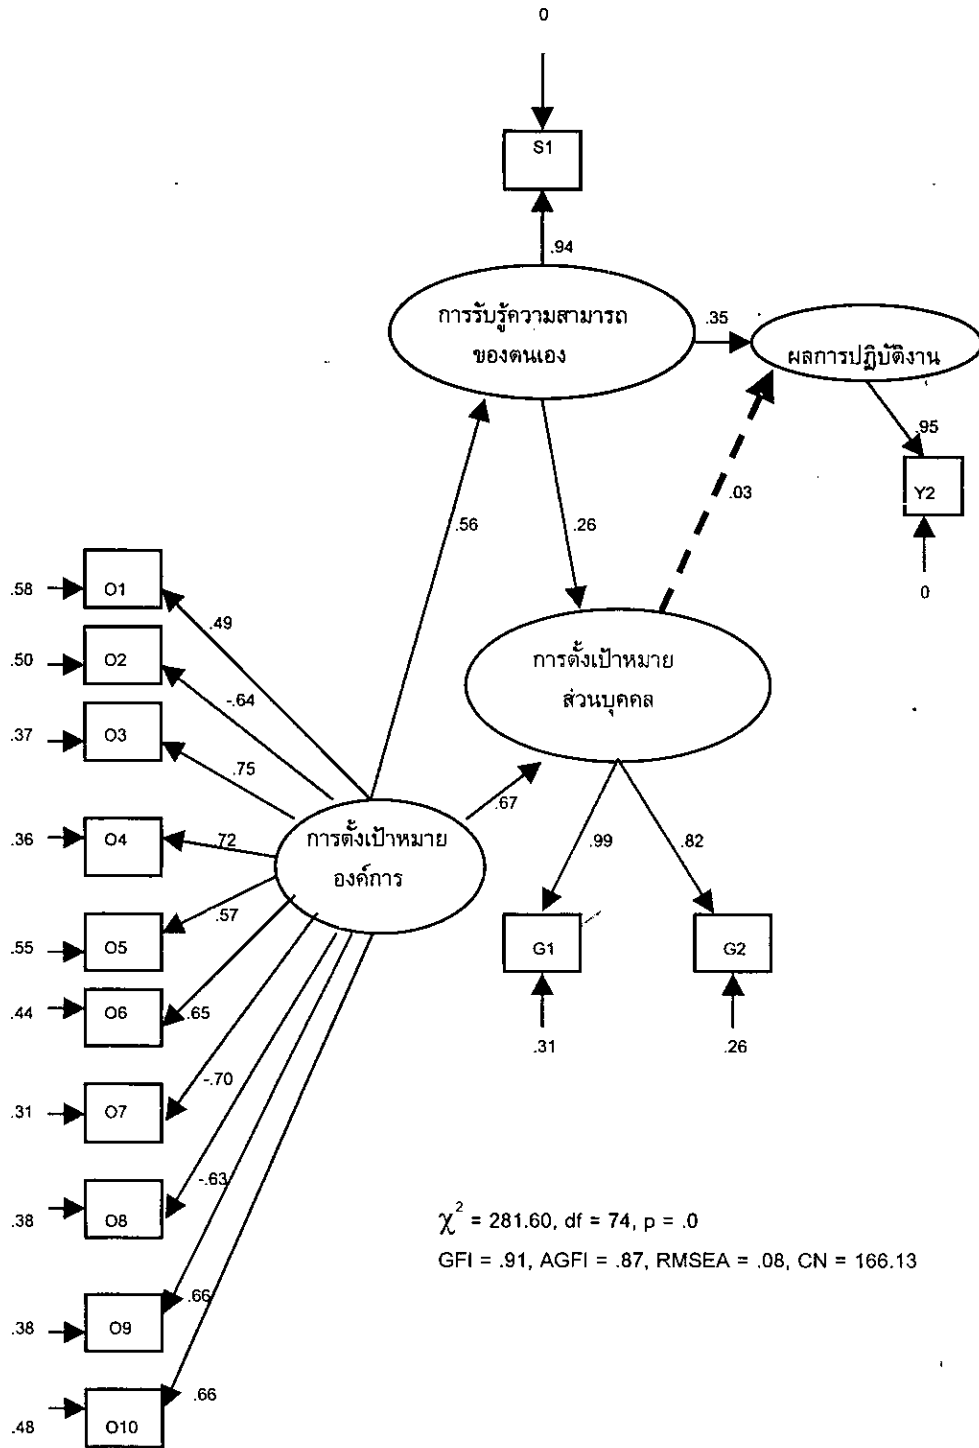 0
S1
.94
การรับรู้ความสามารถ
ของตนเอง
.35
ผลการปฏิบัติงาน
.95
Y2
0
.03
.56
.26
.58
O1
.49
.50
O2
-.64
.37
O3
.75
.36
O4
.72
.55
O5
.57
.44
O6
.65
.31
O7
-.70
.38
O8
-.63
.38
O9
.66
.48
O10
.66
การตั้งเป้าหมาย
ส่วนบุคคล
.67
การตั้งเป้าหมาย
องค์การ
.99
.82
G1
G2
.31
.26
χ² = 281.60, df = 74, p = .0
GFI = .91, AGFI = .87, RMSEA = .08, CN = 166.13